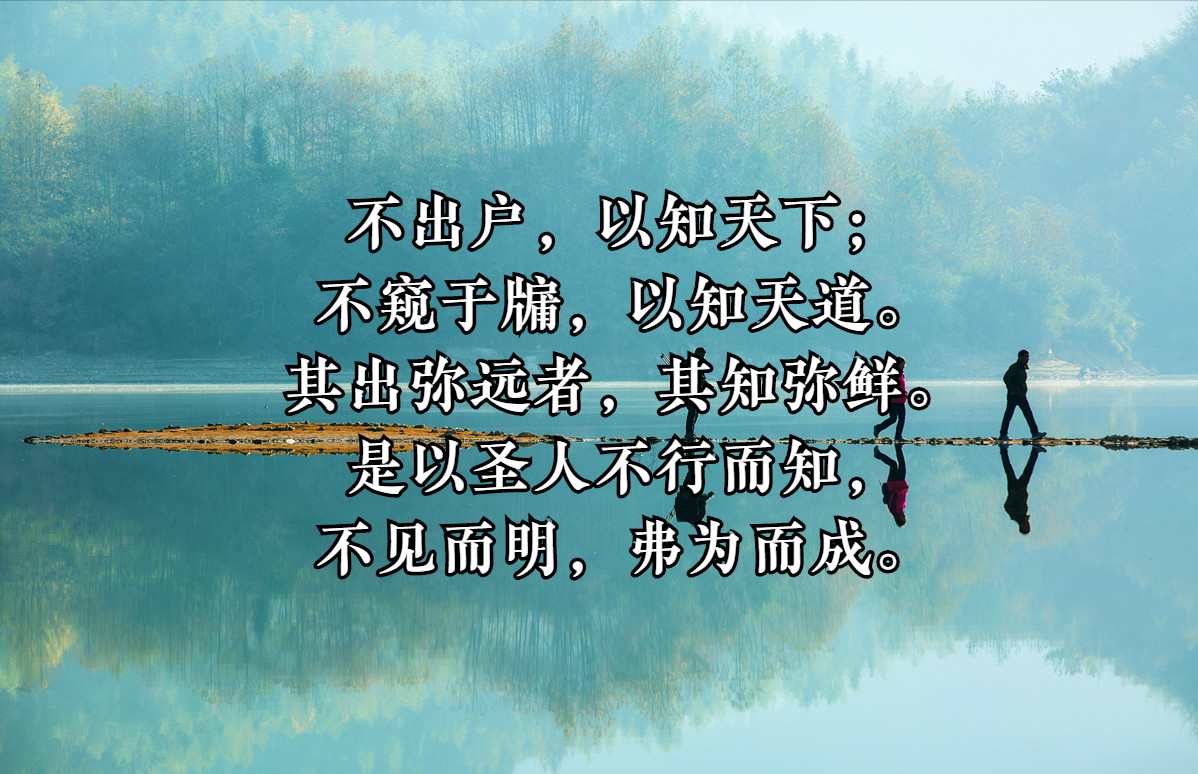 不出户，以知天下；
不窥于牖，以知天道。
其出弥远者，其知弥鲜。
是以圣人不行而知，
不见而明，弗为而成。